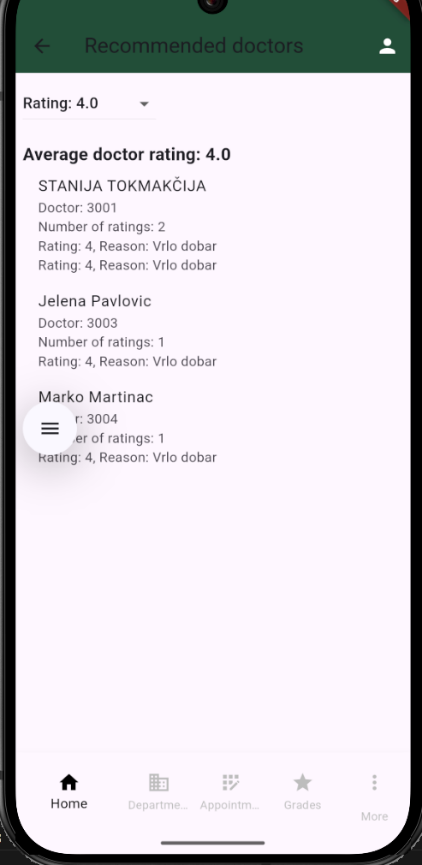 Recommended doctors
Rating: 4.0
Average doctor rating: 4.0
STANIJA TOKMAKČIJA
Doctor: 3001
Number of ratings: 2
Rating: 4, Reason: Vrlo dobar
Rating: 4, Reason: Vrlo dobar
Jelena Pavlovic
Doctor: 3003
Number of ratings: 1
Rating: 4, Reason: Vrlo dobar
Marko Martinac
r: 3004
er of ratings: 1
Rating: 4, Reason: Vrlo dobar
Home
Departme...
Appointm...
Grades
More